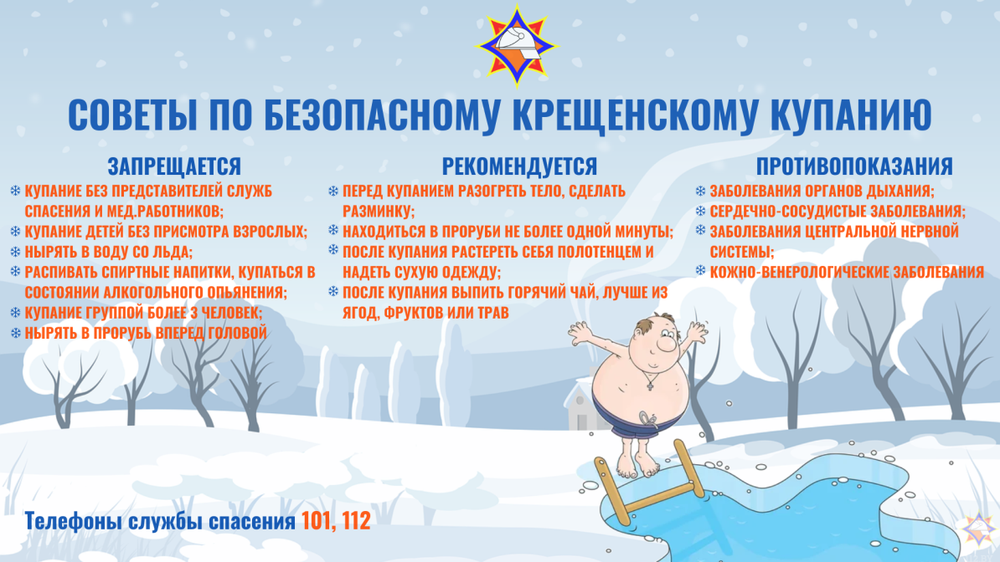 СОВЕТЫ ПО БЕЗОПАСНОМУ КРЕЩЕНСКОМУ КУПАНИЮ
ЗАПРЕЩАЕТСЯ
КУПАНИЕ БЕЗ ПРЕДСТАВИТЕЛЕЙ СЛУЖБ
СПАСЕНИЯ И МЕД.РАБОТНИКОВ;
КУПАНИЕ ДЕТЕЙ БЕЗ ПРИСМОТРА ВЗРОСЛЫХ;
НЫРЯТЬ В ВОДУ СО ЛЬДА;
РАСПИВАТЬ СПИРТНЫЕ НАПИТКИ, КУПАТЬСЯ В
СОСТОЯНИИ АЛКОГОЛЬНОГО ОПЬЯНЕНИЯ;
КУПАНИЕ ГРУППОЙ БОЛЕЕ 3 ЧЕЛОВЕК;
НЫРЯТЬ В ПРОРУБЬ ВПЕРЕД ГОЛОВОЙ
РЕКОМЕНДУЕТСЯ
ПЕРЕД КУПАНИЕМ РАЗОГРЕТЬ ТЕЛО, СДЕЛАТЬ
РАЗМИНКУ;
НАХОДИТЬСЯ В ПРОРУБИ НЕ БОЛЕЕ ОДНОЙ МИНУТЫ;
ПОСЛЕ КУПАНИЯ РАСТЕРЕТЬ СЕБЯ ПОЛОТЕНЦЕМ И
НАДЕТЬ СУХУЮ ОДЕЖДУ;
ПОСЛЕ КУПАНИЯ ВЫПИТЬ ГОРЯЧИЙ ЧАЙ, ЛУЧШЕ ИЗ
ЯГОД, ФРУКТОВ ИЛИ ТРАВ
ПРОТИВОПОКАЗАНИЯ
ЗАБОЛЕВАНИЯ ОРГАНОВ ДЫХАНИЯ;
СЕРДЕЧНО-СОСУДИСТЫЕ ЗАБОЛЕВАНИЯ;
ЗАБОЛЕВАНИЯ ЦЕНТРАЛЬНОЙ НЕРВНОЙ
СИСТЕМЫ;
КОЖНО-ВЕНЕРОЛОГИЧЕСКИЕ ЗАБОЛЕВАНИЯ
Телефоны службы спасения 101, 112